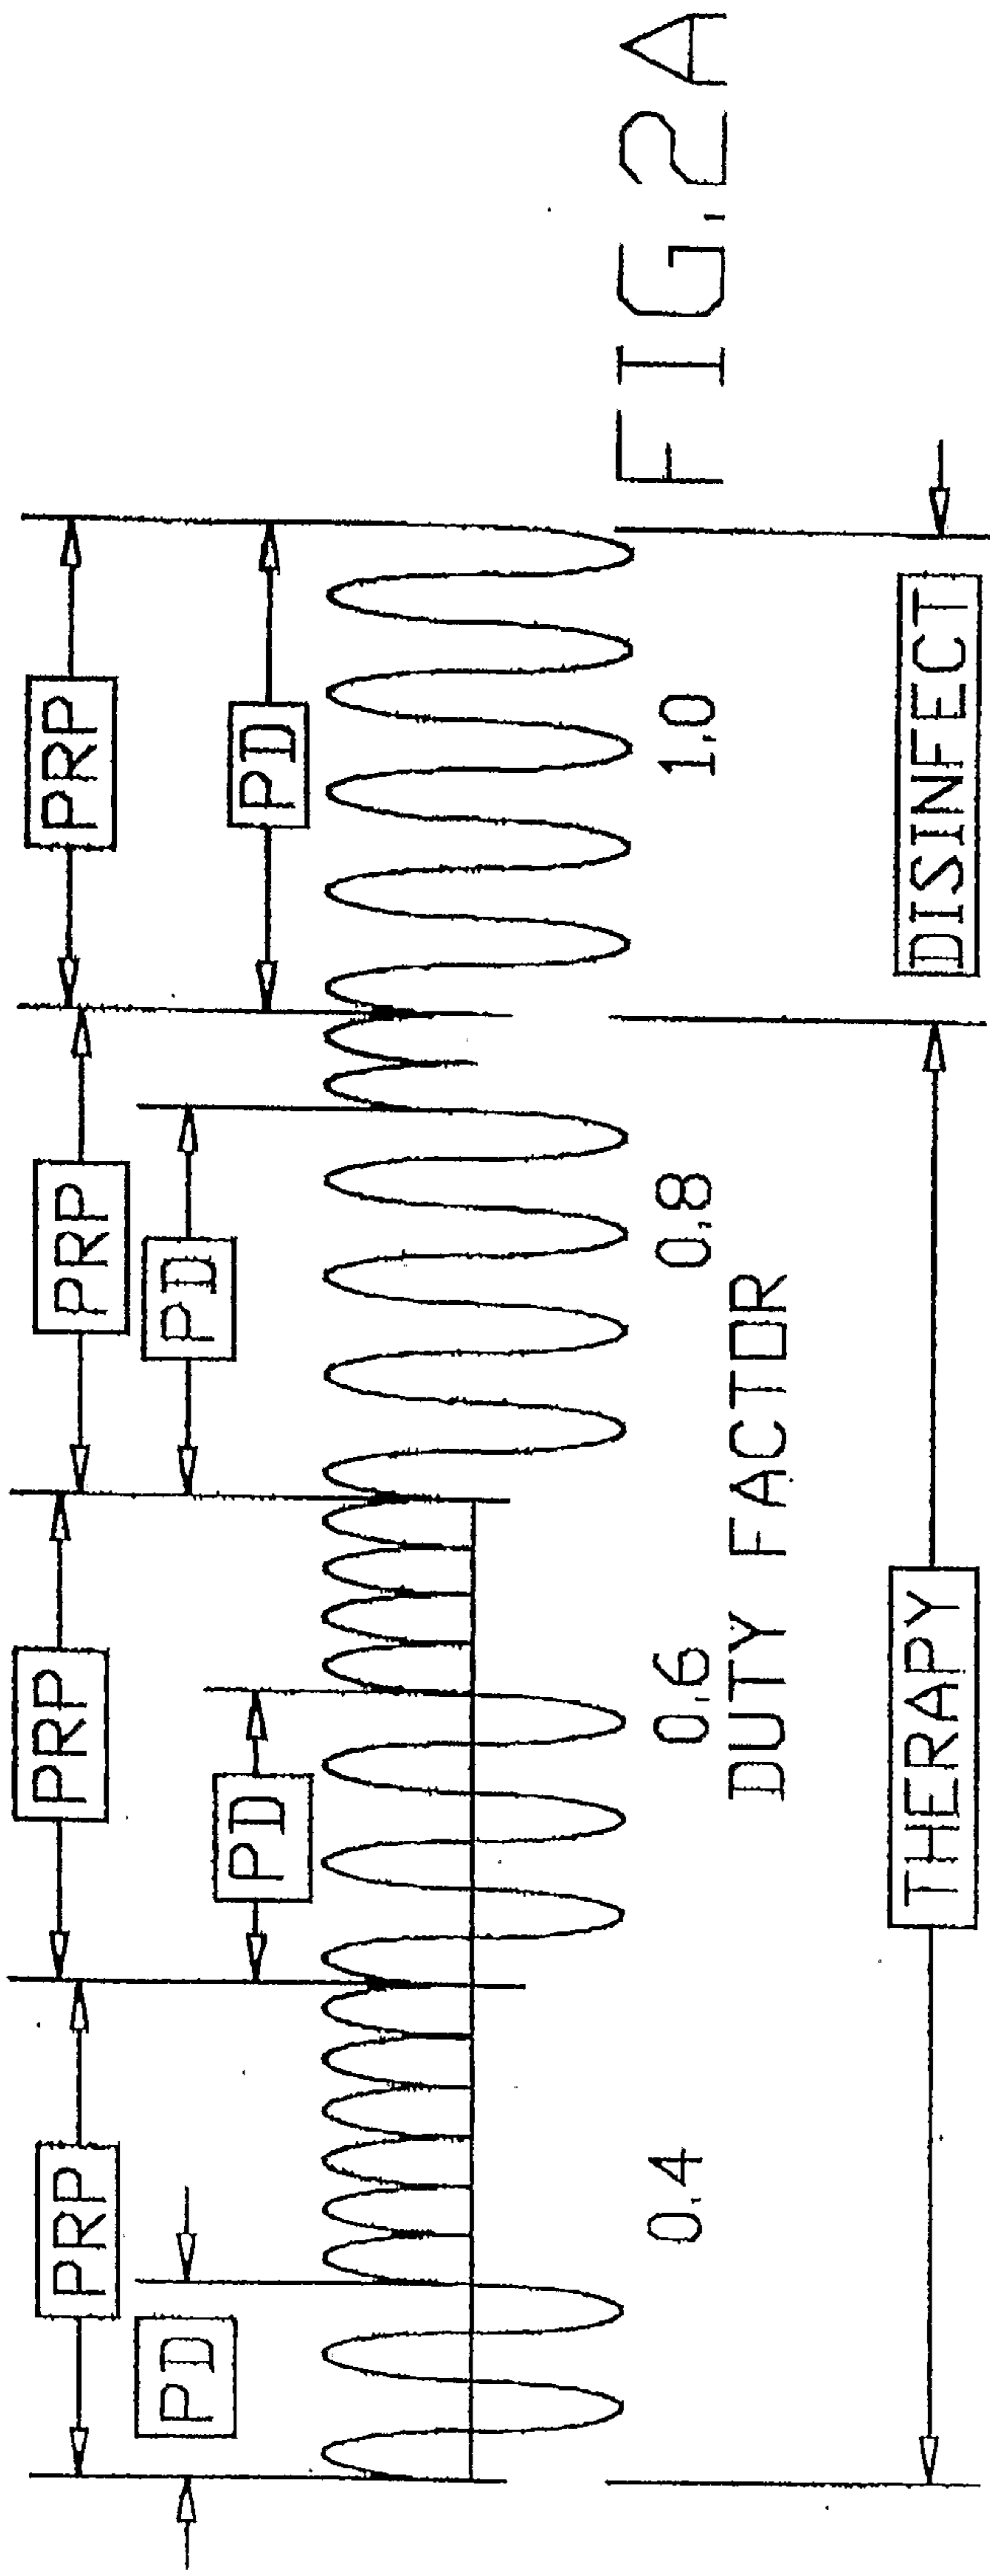 PRP
PRP
PRP
PRP
PD
PD
PD
PD
0.4
0.6
0.8
1.0
DUTY FACTOR
THERAPY
DISINFECT
FIG.2A